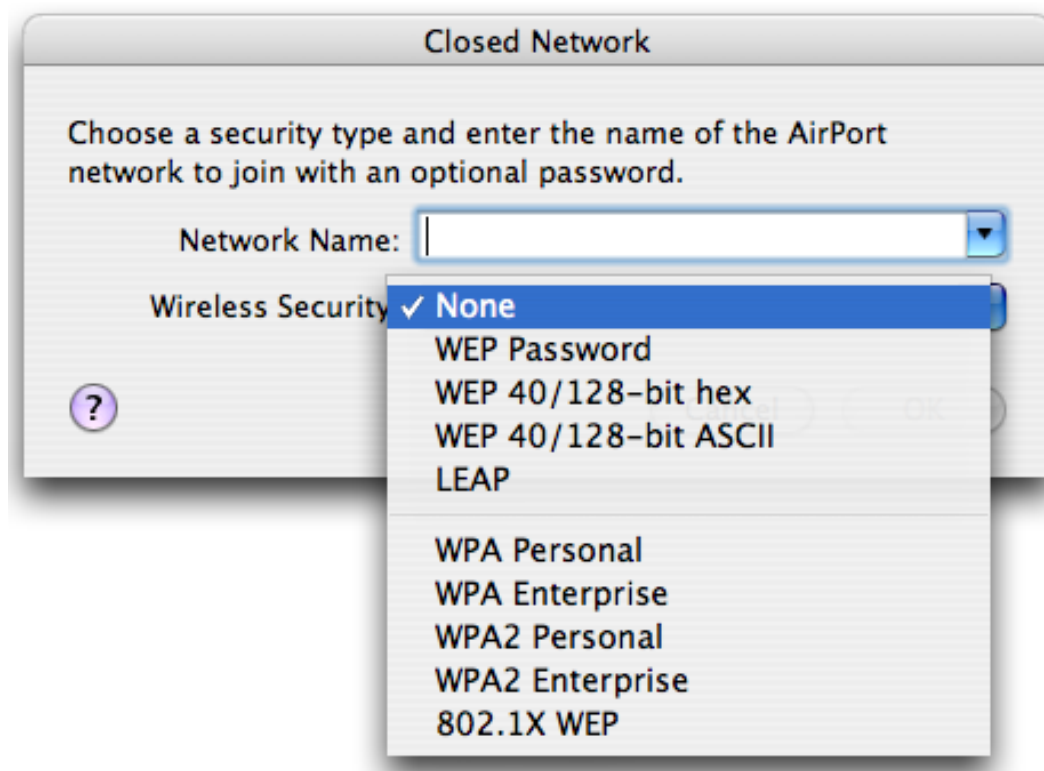 Closed Network
Choose a security type and enter the name of the AirPort
network to join with an optional password.
Network Name:
Wireless Security
✓ None
WEP Password
WEP 40/128-bit hex
WEP 40/128-bit ASCII
LEAP
WPA Personal
WPA Enterprise
WPA2 Personal
WPA2 Enterprise
802.1X WEP
?
Cancel
OK